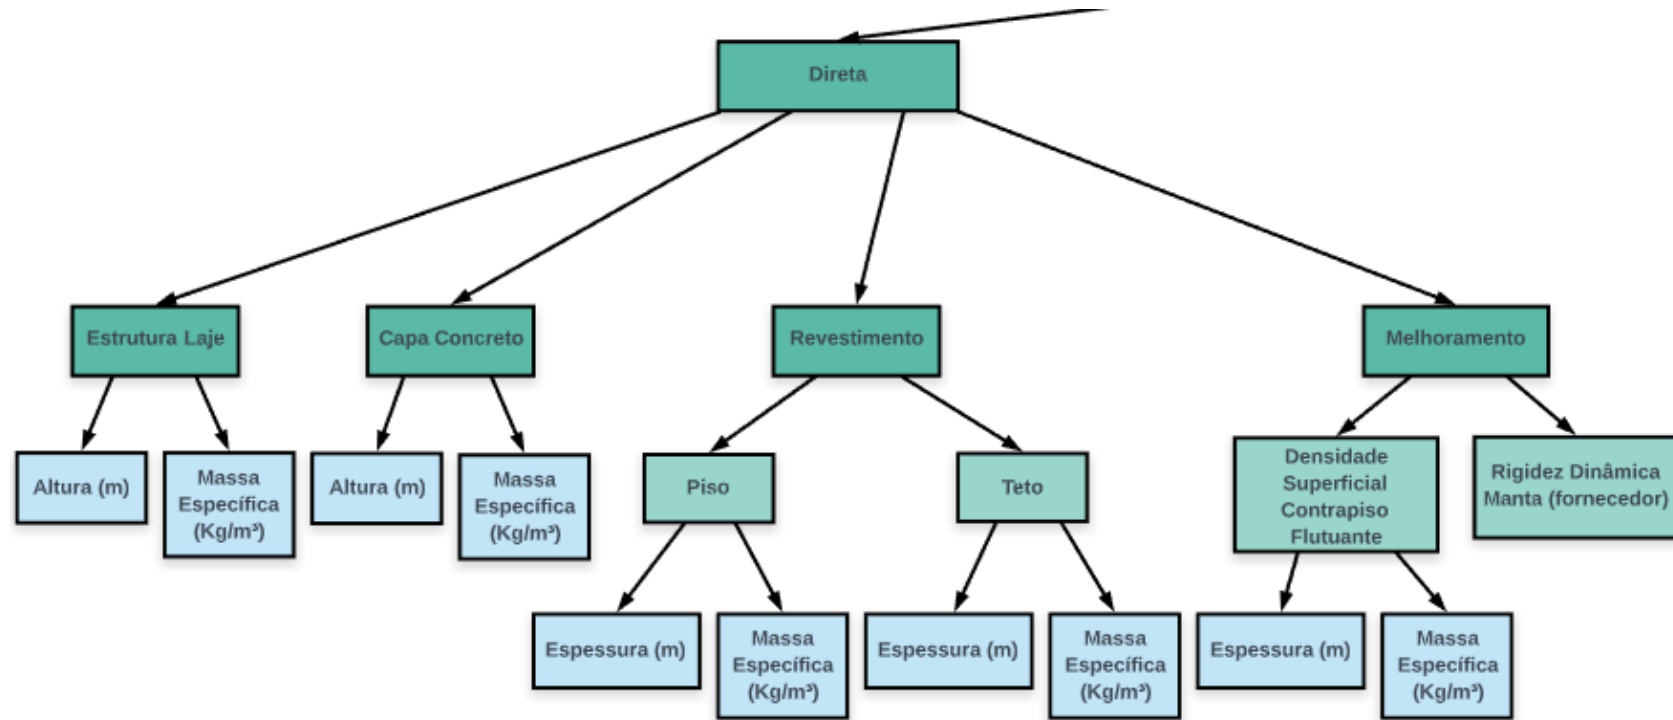 Direta
Estrutura Laje
Capa Concreto
Revestimento
Melhoramento
Altura (m)
Massa
Específica
(Kg/m³)
Altura (m)
Massa
Específica
(Kg/m³)
Piso
Teto
Densidade
Superficial
Contrapiso
Flutuante
Rigidez Dinâmica
Manta (fornecedor)
Espessura (m)
Massa
Específica
(Kg/m³)
Espessura (m)
Massa
Específica
(Kg/m³)
Espessura (m)
Massa
Específica
(Kg/m³)